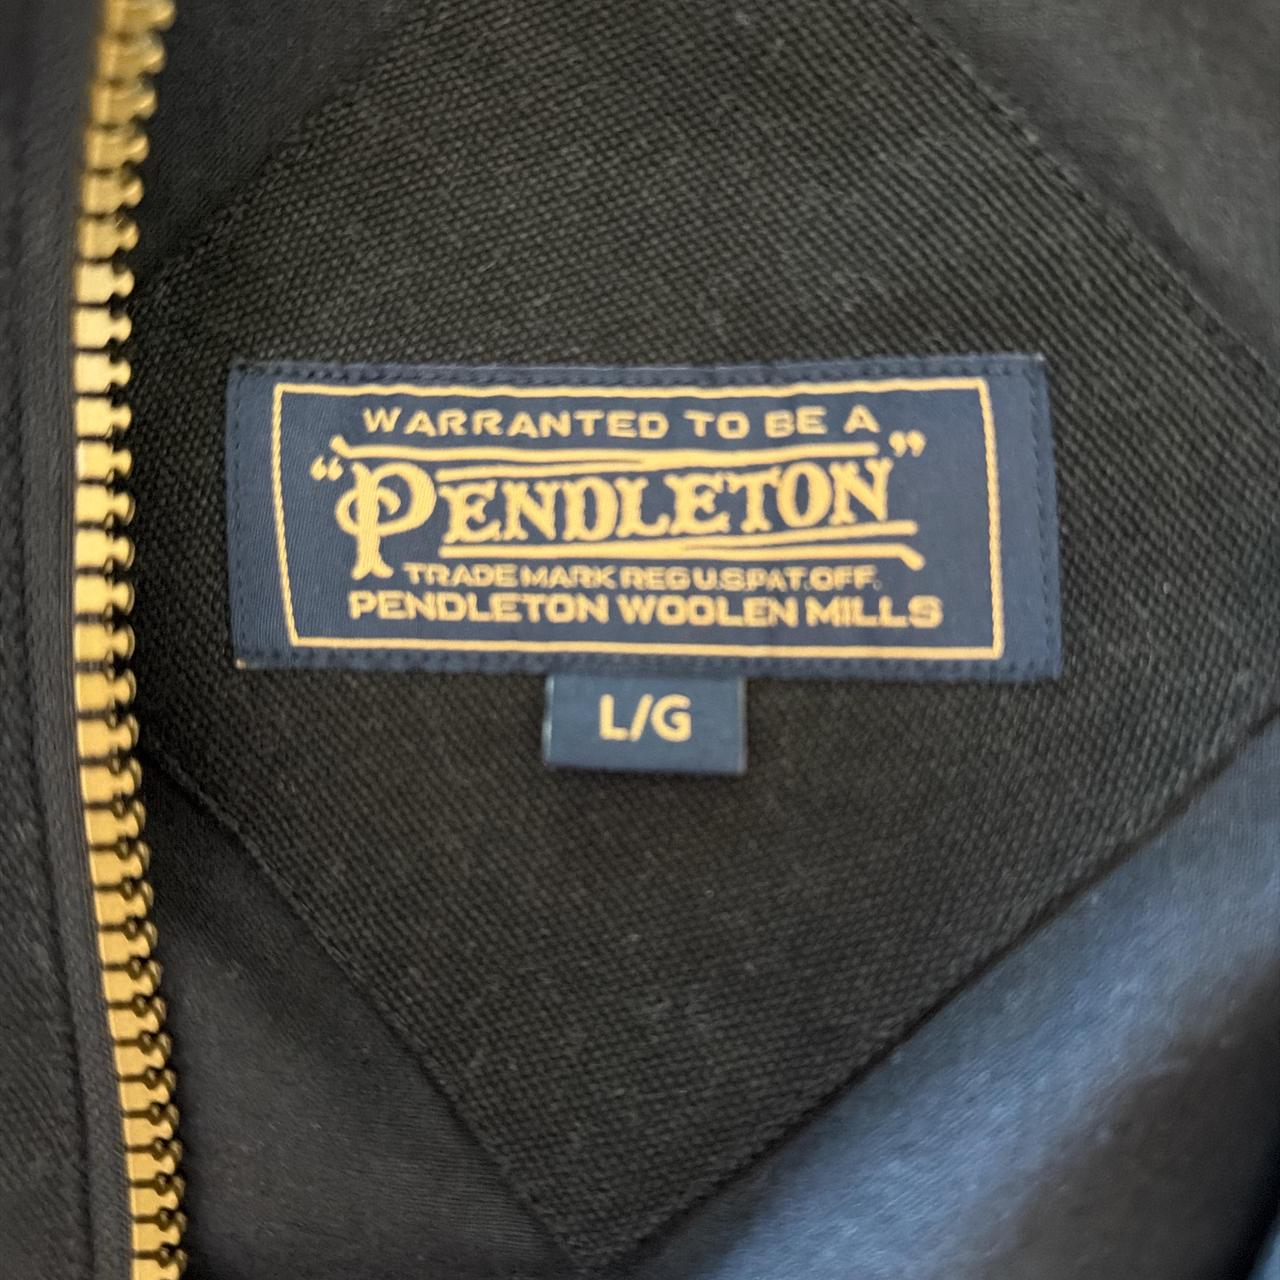 WARRANTED TO BE A
"PENDLETON"
TRADE MARK REG U.S.PAT.OFF.
PENDLETON WOOLEN MILLS
L/G